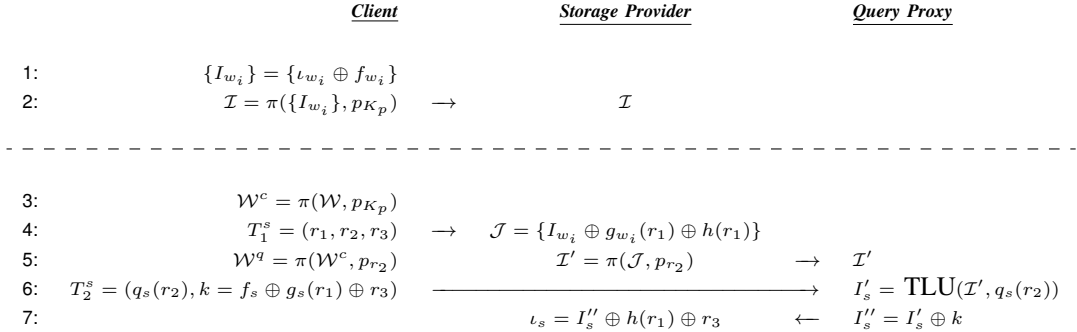 Client Storage Provider Query Proxy
1: {I_{w_i}} = {ι_{w_i} ⊕ f_{w_i}}
2: 𝓘 = π({I_{w_i}}, p_{K_p}) → 𝓘
3: 𝓦^c = π(𝓦, p_{K_p})
4: T_1^s = (r_1, r_2, r_3) → 𝓙 = {I_{w_i} ⊕ g_{w_i}(r_1) ⊕ h(r_1)}
5: 𝓦^q = π(𝓦^c, p_{r_2}) 𝓘′ = π(𝓙, p_{r_2}) → 𝓘′
6: T_2^s = (q_s(r_2), k = f_s ⊕ g_s(r_1) ⊕ r_3) → I′_s = TLU(𝓘′, q_s(r_2))
7: ι_s = I″_s ⊕ h(r_1) ⊕ r_3 ← I″_s = I′_s ⊕ k